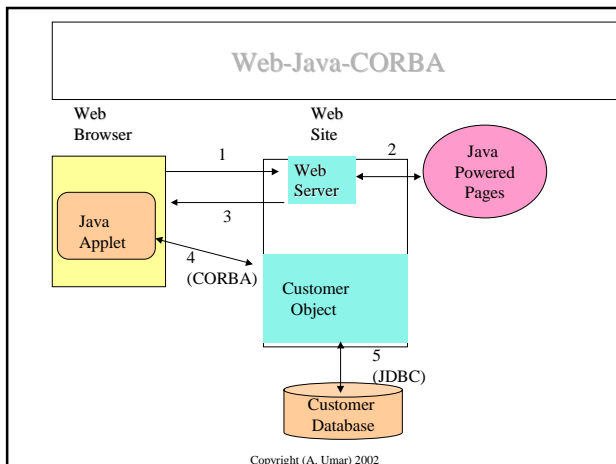 Web-Java-CORBA
Web
Browser
Web
Site
1
2
Web
Server
Java
Powered
Pages
3
Java
Applet
4
(CORBA)
Customer
Object
5
(JDBC)
Customer
Database
Copyright (A. Umar) 2002